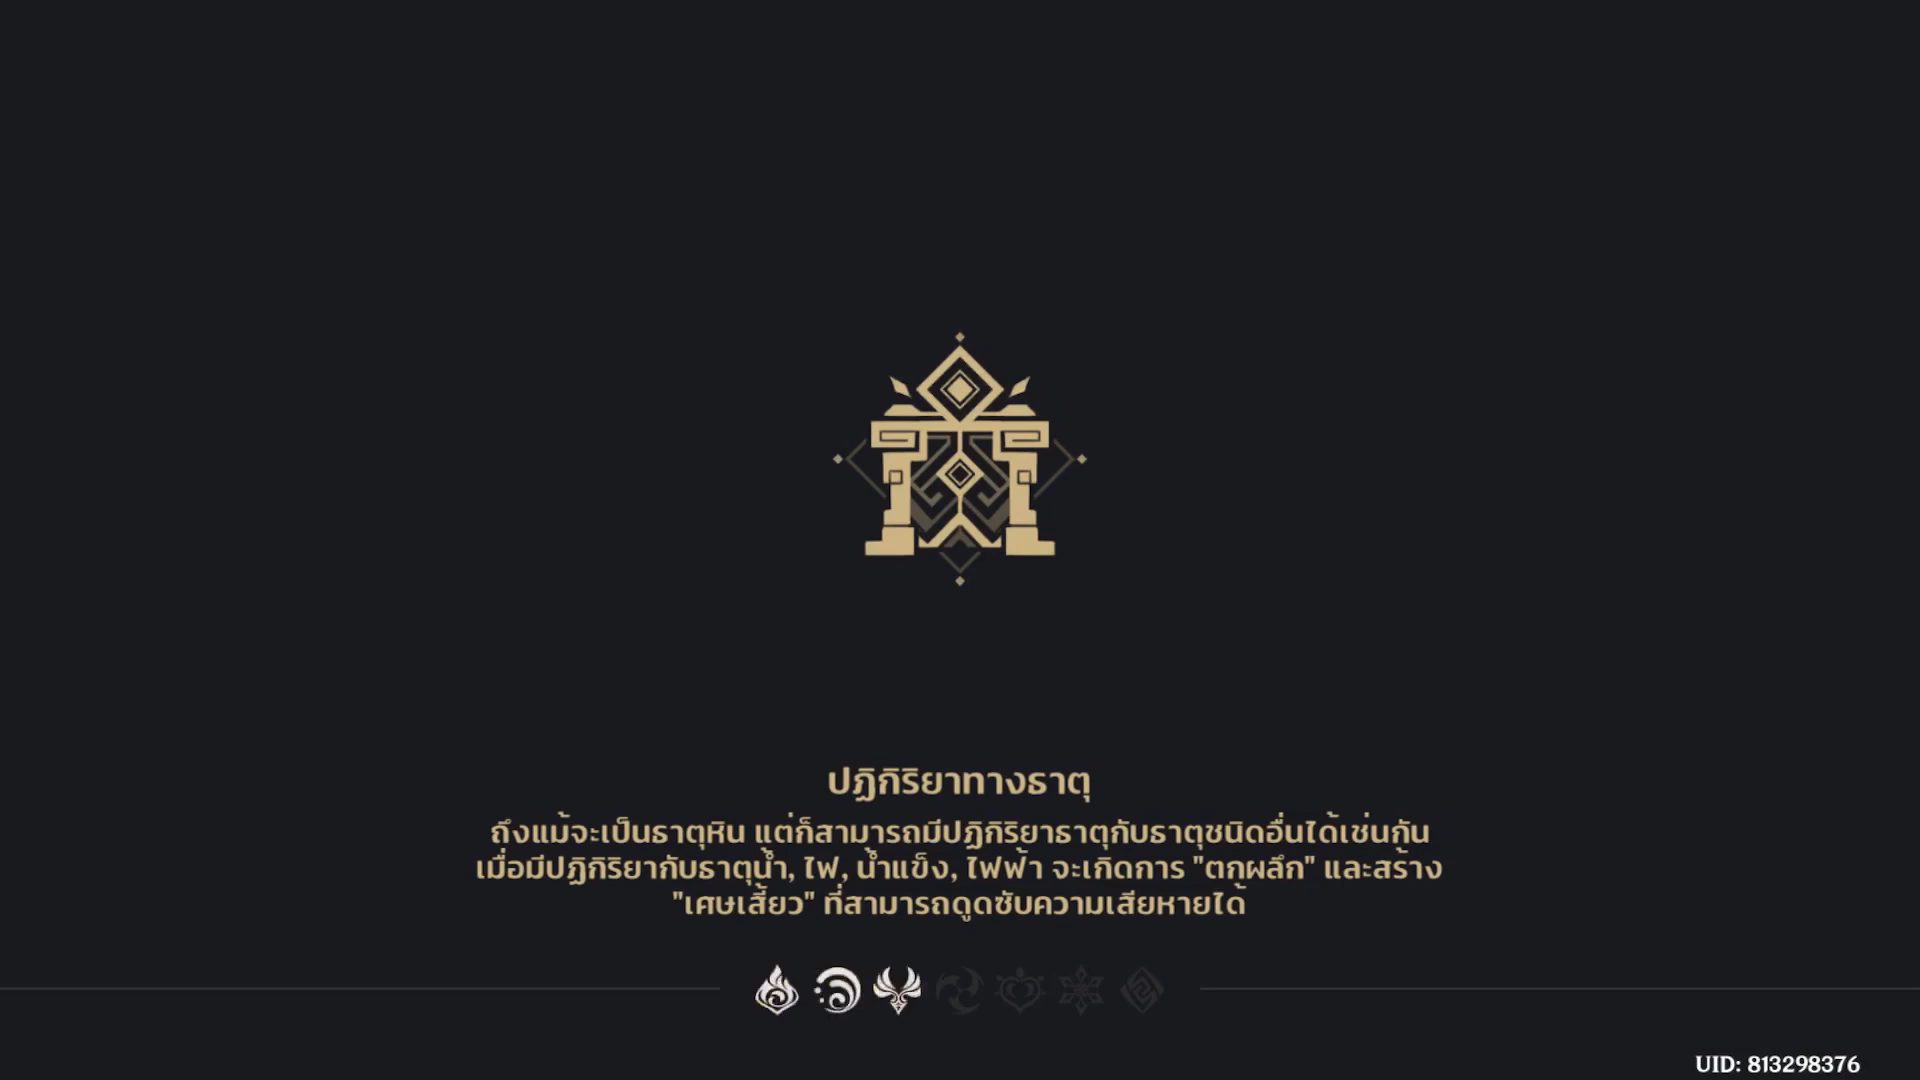 ปฏิกิริยาทางธาตุ
ถึงแม้จะเป็นธาตุหิน แต่ก็สามารถมีปฏิกิริยาธาตุกับธาตุชนิดอื่นได้เช่นกัน
เมื่อมีปฏิกิริยากับธาตุน้ำ, ไฟ, น้ำแข็ง, ไฟฟ้า จะเกิดการ "ตกผลึก" และสร้าง
"เศษเสี้ยว" ที่สามารถดูดซับความเสียหายได้
UID: 813298376